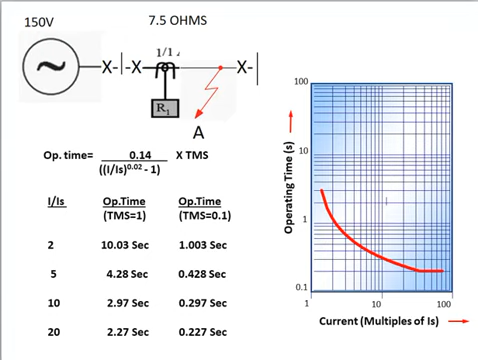 150V
7.5 OHMS
1/1
X-| -X
X-|
R1
A
Op. time= 0.14 X TMS
((I/Is)0.02 - 1)
I/Is Op.Time Op.Time
(TMS=1) (TMS=0.1)
2 10.03 Sec 1.003 Sec
5 4.28 Sec 0.428 Sec
10 2.97 Sec 0.297 Sec
20 2.27 Sec 0.227 Sec
Operating Time (s)
100
10
1
0.1
1 10 100
Current (Multiples of Is)